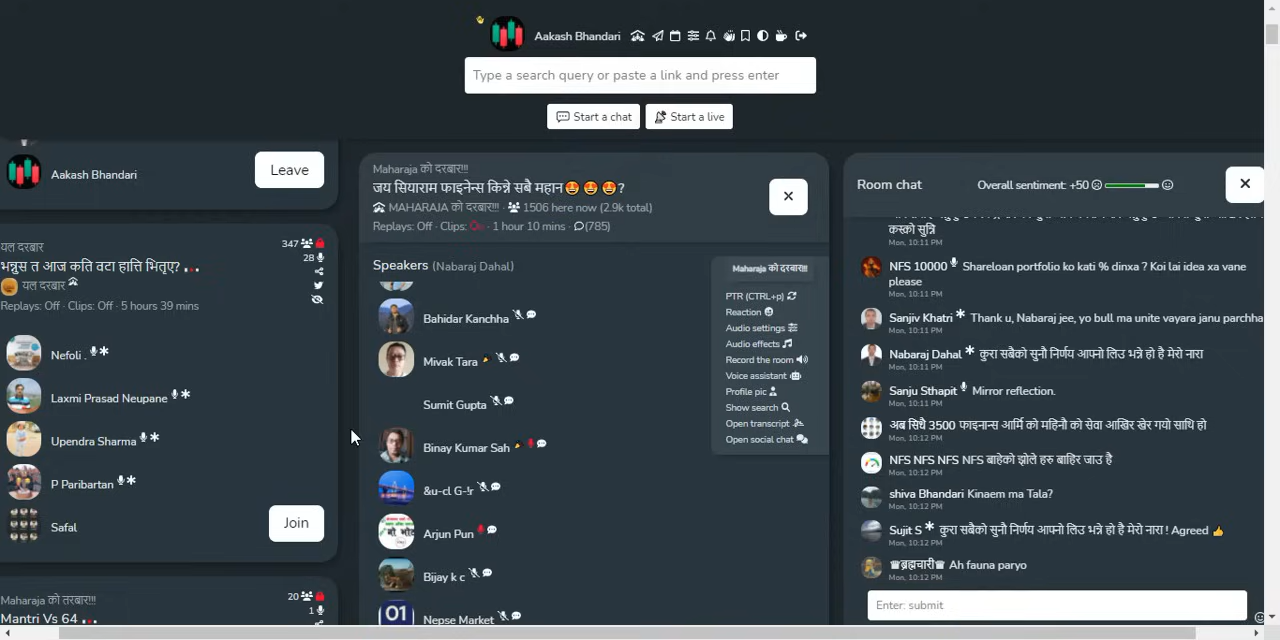 Aakash Bhandari
Type a search query or paste a link and press enter
Start a chat
Start a live
Aakash Bhandari
Leave
यल दरबार
347
28
भन्नुस त आज कति वटा हात्ति भितृए?
यल दरबार
Replays: Off · Clips: Off · 5 hours 39 mins
Nefoli .
Laxmi Prasad Neupane
Upendra Sharma
P Paribartan
Safal
Join
Maharaja को तरबार!!!
20
1
Mantri Vs 64
Maharaja को दरबार!!!
जय सियाराम फाइनेन्स किन्ने सबै महान🤩🤩🤩?
MAHARAJA को दरबार!!! · 1506 here now (2.9k total)
Replays: Off · Clips: On · 1 hour 10 mins · (785)
Speakers (Nabaraj Dahal)
Bahidar Kanchha
Mivak Tara
Sumit Gupta
Binay Kumar Sah
&u-cl G-!r
Arjun Pun
Bijay k c
01
Nepse Market
Maharaja को दरबार!!!
PTR (CTRL+p)
Reaction
Audio settings
Audio effects
Record the room
Voice assistant
Profile pic
Show search
Open transcript
Open social chat
Room chat
Overall sentiment: +50
कस्को सुन्नि
Mon, 10:11 PM
NFS 10000 Shareloan portfolio ko kati % dinxa ? Koi lai idea xa vane
please
Mon, 10:11 PM
Sanjiv Khatri Thank u, Nabaraj jee, yo bull ma unite vayara janu parchha
Mon, 10:11 PM
Nabaraj Dahal कुरा सबैको सुनौ निर्णय आफ्नो लिउ भन्ने हो है मेरो नारा
Mon, 10:11 PM
Sanju Sthapit Mirror reflection.
Mon, 10:11 PM
अब सिधै 3500 फाइनान्स आर्मि को महिनौ को सेवा आखिर खेर गयो साथि हो
Mon, 10:12 PM
NFS NFS NFS NFS बाहेको झोले हरु बाहिर जाउ है
Mon, 10:12 PM
shiva Bhandari Kinaem ma Tala?
Mon, 10:12 PM
Sujit S कुरा सबैको सुनौ निर्णय आफ्नो लिउ भन्ने हो है मेरो नारा ! Agreed 👍
Mon, 10:12 PM
♛ब्रह्मचारी♛ Ah fauna paryo
Mon, 10:12 PM
Enter: submit